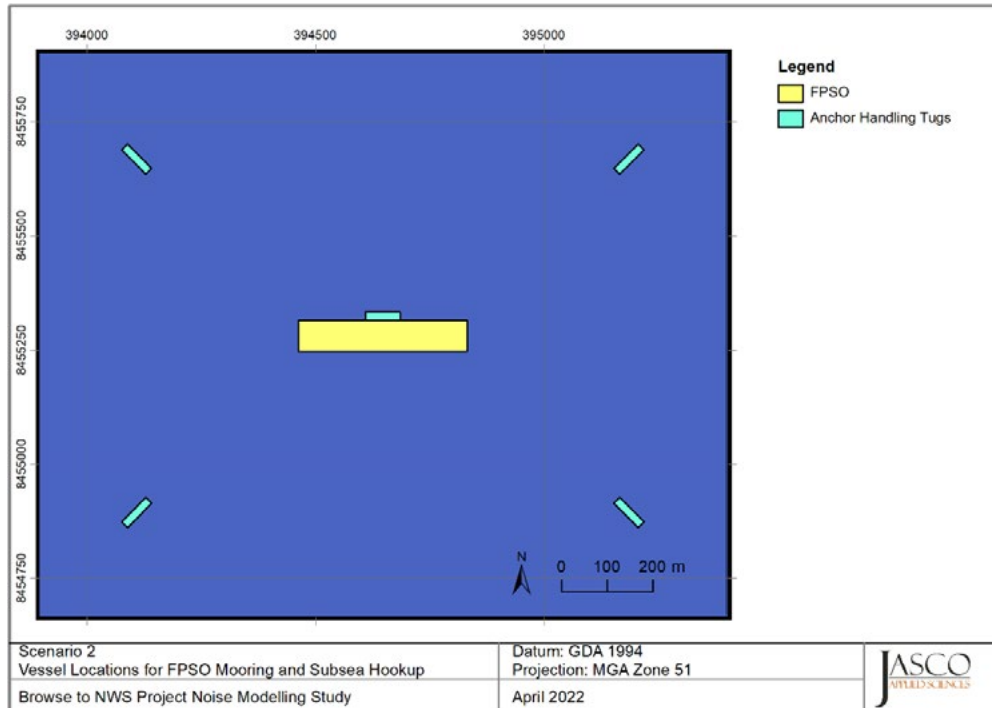 394000 394500 395000
8455750
8455500
8455250
8455000
8454750
Legend
FPSO
Anchor Handling Tugs
N
0 100 200 m
Scenario 2
Vessel Locations for FPSO Mooring and Subsea Hookup
Browse to NWS Project Noise Modelling Study
Datum: GDA 1994
Projection: MGA Zone 51
April 2022
JASCO
APPLIED SCIENCES